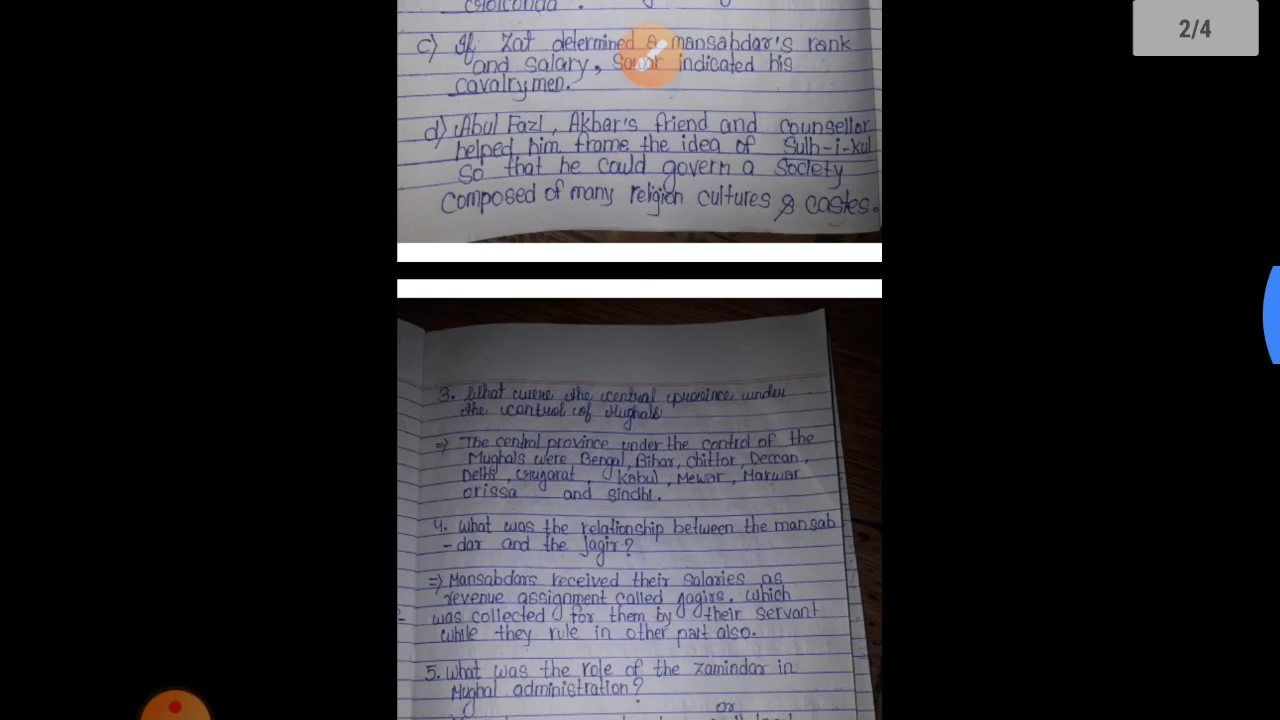 2/4
Golconda.
c) If Zat determined a mansabdar's rank
and salary, Sawar indicated his
cavalrymen.
d) Abul Fazl, Akbar's friend and counsellor
helped him frame the idea of Sulh-i-kul
So that he could govern a Society
composed of many religion cultures & castes.
3. What were the central province under
the control of Mughals
⇒ The central province under the control of the
Mughals were Bengal, Bihar, Chittor, Deccan,
Delhi, Gujarat, Kabul, Mewar, Marwar
orissa and sindhi.
4. What was the relationship between the mansab
- dar and the Jagir?
⇒ Mansabdars received their salaries as
revenue assignment called jagirs. which
was collected for them by their servant
while they rule in other part also.
5. What was the role of the zamindar in
Mughal administration?
or